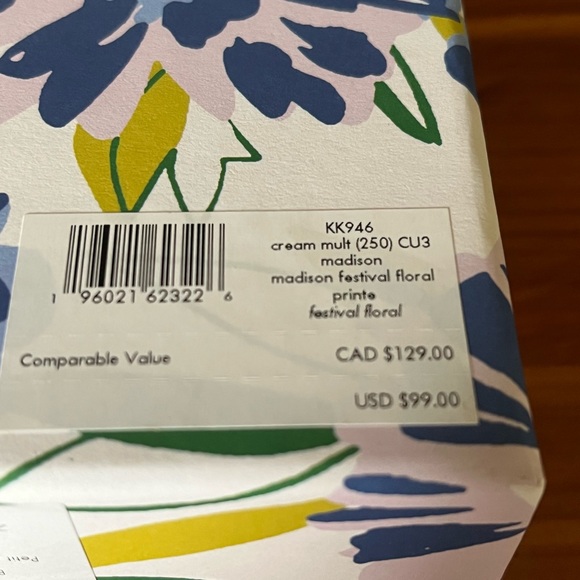 KK946
cream mult (250) CU3
madison
madison festival floral
printe
festival floral
1 96021 62322 6
Comparable Value CAD $129.00
USD $99.00
Petit